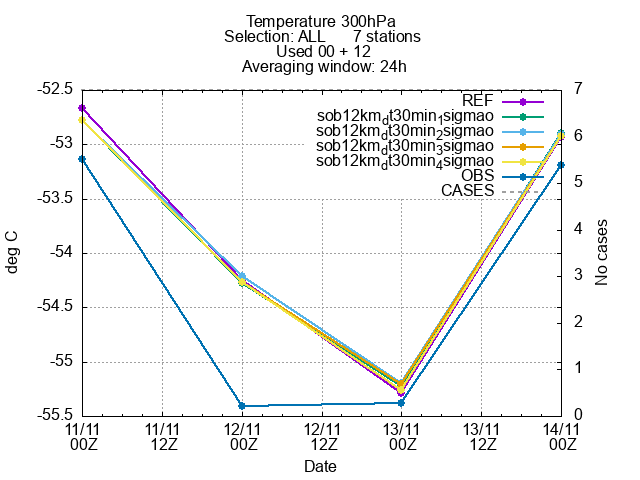 Temperature 300hPa
Selection: ALL 7 stations
Used 00 + 12
Averaging window: 24h
-52.5
-53
-53.5
-54
-54.5
-55
-55.5
deg C
7
6
5
4
3
2
1
0
No cases
REF
sob12km_dt30min_1sigmao
sob12km_dt30min_2sigmao
sob12km_dt30min_3sigmao
sob12km_dt30min_4sigmao
OBS
CASES
11/11 11/11 12/11 12/11 13/11 13/11 14/11
00Z 12Z 00Z 12Z 00Z 12Z 00Z
Date